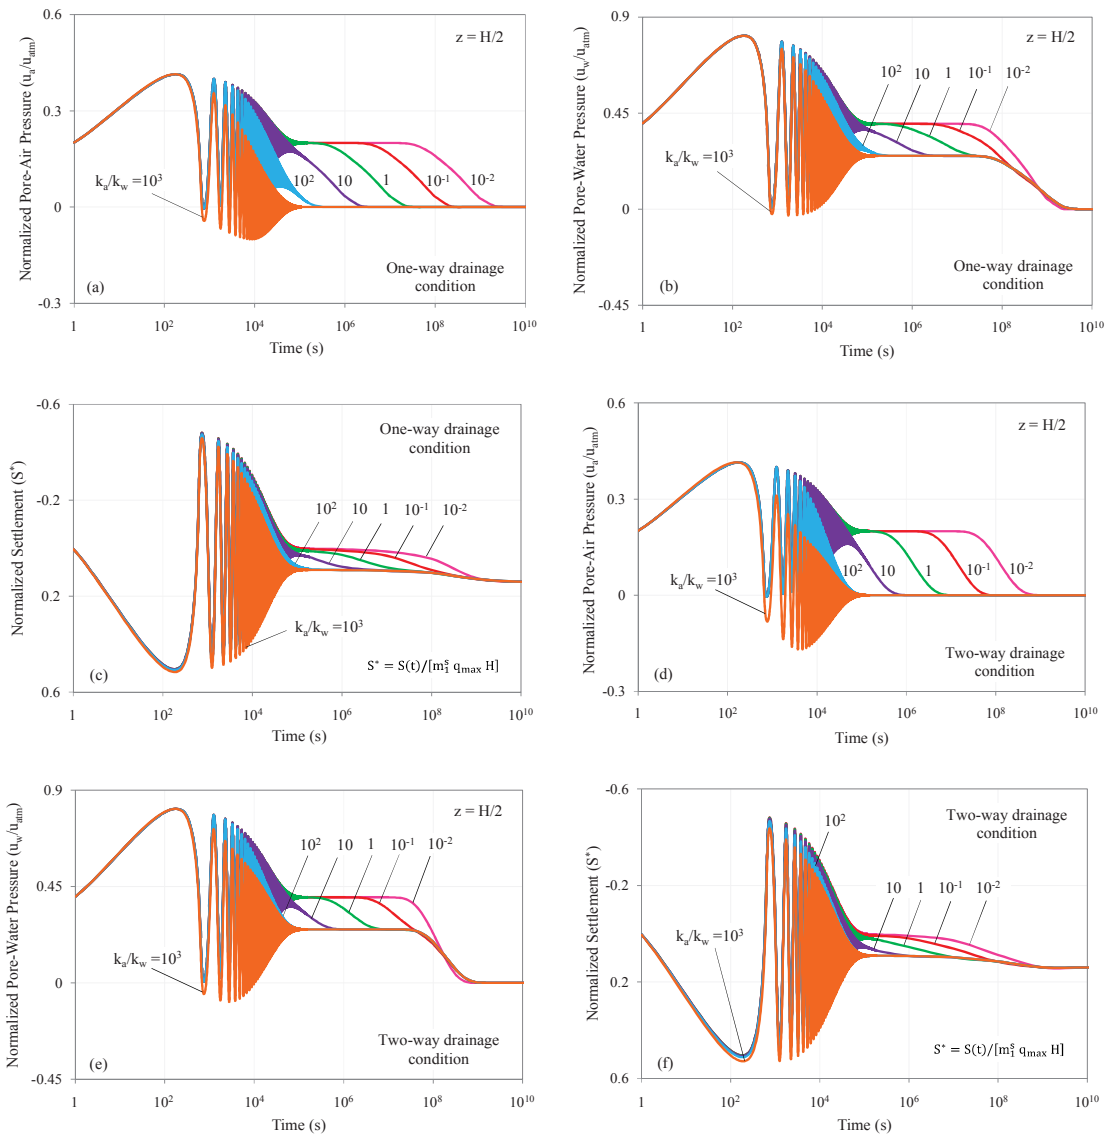 Normalized Pore-Air Pressure (uₐ/uₐₜₘ)
0.6
0.3
0
-0.3
z = H/2
kₐ/k_w =10³
10²
10
1
10⁻¹
10⁻²
(a)
One-way drainage
condition
1
10²
10⁴
10⁶
10⁸
10¹⁰
Time (s)
Normalized Pore-Water Pressure (u_w/uₐₜₘ)
0.9
0.45
0
-0.45
z = H/2
10²
10
1
10⁻¹
10⁻²
kₐ/k_w =10³
(b)
One-way drainage
condition
1
10²
10⁴
10⁶
10⁸
10¹⁰
Time (s)
Normalized Settlement (S*)
-0.6
-0.2
0.2
0.6
One-way drainage
condition
10²
10
1
10⁻¹
10⁻²
kₐ/k_w =10³
(c)
S* = S(t)/[m₁ˢ qₘₐₓ H]
1
10²
10⁴
10⁶
10⁸
10¹⁰
Time (s)
Normalized Pore-Air Pressure (uₐ/uₐₜₘ)
0.6
0.3
0
-0.3
z = H/2
kₐ/k_w =10³
10²
10
1
10⁻¹
10⁻²
(d)
Two-way drainage
condition
1
10²
10⁴
10⁶
10⁸
10¹⁰
Time (s)
Normalized Pore-Water Pressure (u_w/uₐₜₘ)
0.9
0.45
0
-0.45
z = H/2
10²
10
1
10⁻¹
10⁻²
kₐ/k_w =10³
(e)
Two-way drainage
condition
1
10²
10⁴
10⁶
10⁸
10¹⁰
Time (s)
Normalized Settlement (S*)
-0.6
-0.2
0.2
0.6
Two-way drainage
condition
10²
10
1
10⁻¹
10⁻²
kₐ/k_w =10³
(f)
S* = S(t)/[m₁ˢ qₘₐₓ H]
1
10²
10⁴
10⁶
10⁸
10¹⁰
Time (s)